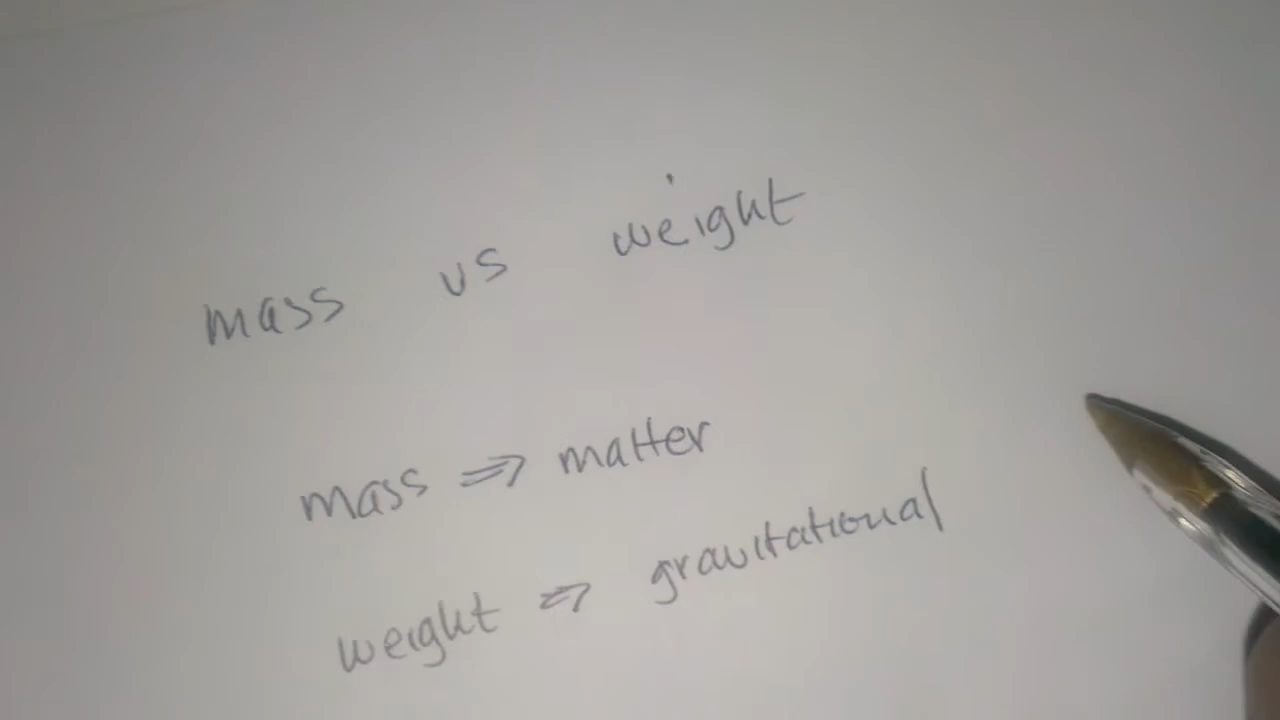 mass vs weight
mass ⇒ matter
weight ⇒ gravitational